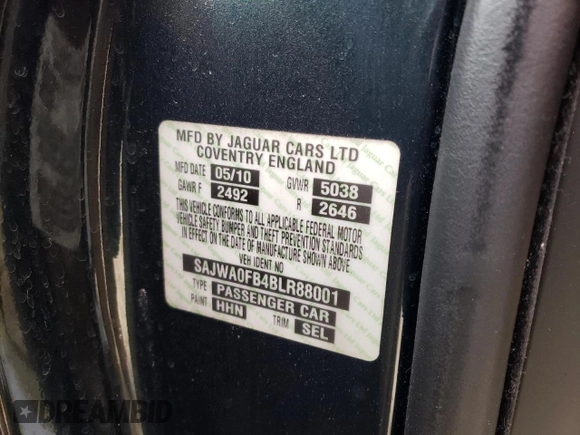 MFD BY JAGUAR CARS LTD
COVENTRY ENGLAND
MFD DATE 05/10 GVWR 5038
GAWR F 2492 R 2646
THIS VEHICLE CONFORMS TO ALL APPLICABLE FEDERAL MOTOR
VEHICLE SAFETY BUMPER AND THEFT PREVENTION STANDARDS
IN EFFECT ON THE DATE OF MANUFACTURE SHOWN ABOVE.
VEH IDENT NO
SAJWA0FB4BLR88001
TYPE PASSENGER CAR
PAINT HHN TRIM SEL
DREAMBID